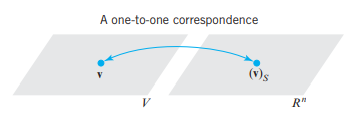 A one-to-one correspondence
v
(v)S
V
Rⁿ